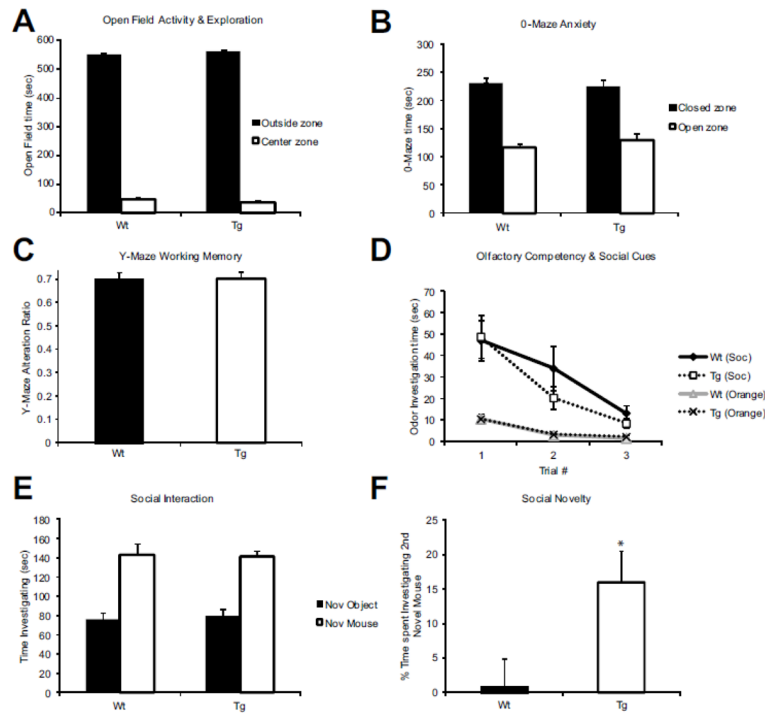 A
Open Field Activity & Exploration
Open Field time (sec)
600
500
400
300
200
100
0
Wt
Tg
Outside zone
Center zone
B
0-Maze Anxiety
0-Maze time (sec)
300
250
200
150
100
50
0
Wt
Tg
Closed zone
Open zone
C
Y-Maze Working Memory
Y-Maze Alteration Ratio
0.7
0.6
0.5
0.4
0.3
0.2
0.1
0
Wt
Tg
D
Olfactory Competency & Social Cues
Odor Investigation time (sec)
70
60
50
40
30
20
10
0
1
2
3
Trial #
Wt (Soc)
Tg (Soc)
Wt (Orange)
Tg (Orange)
E
Social Interaction
Time Investigating (sec)
180
160
140
120
100
80
60
40
20
0
Wt
Tg
Nov Object
Nov Mouse
F
Social Novelty
% Time spent Investigating 2nd
Novel Mouse
25
20
15
10
5
0
*
Wt
Tg